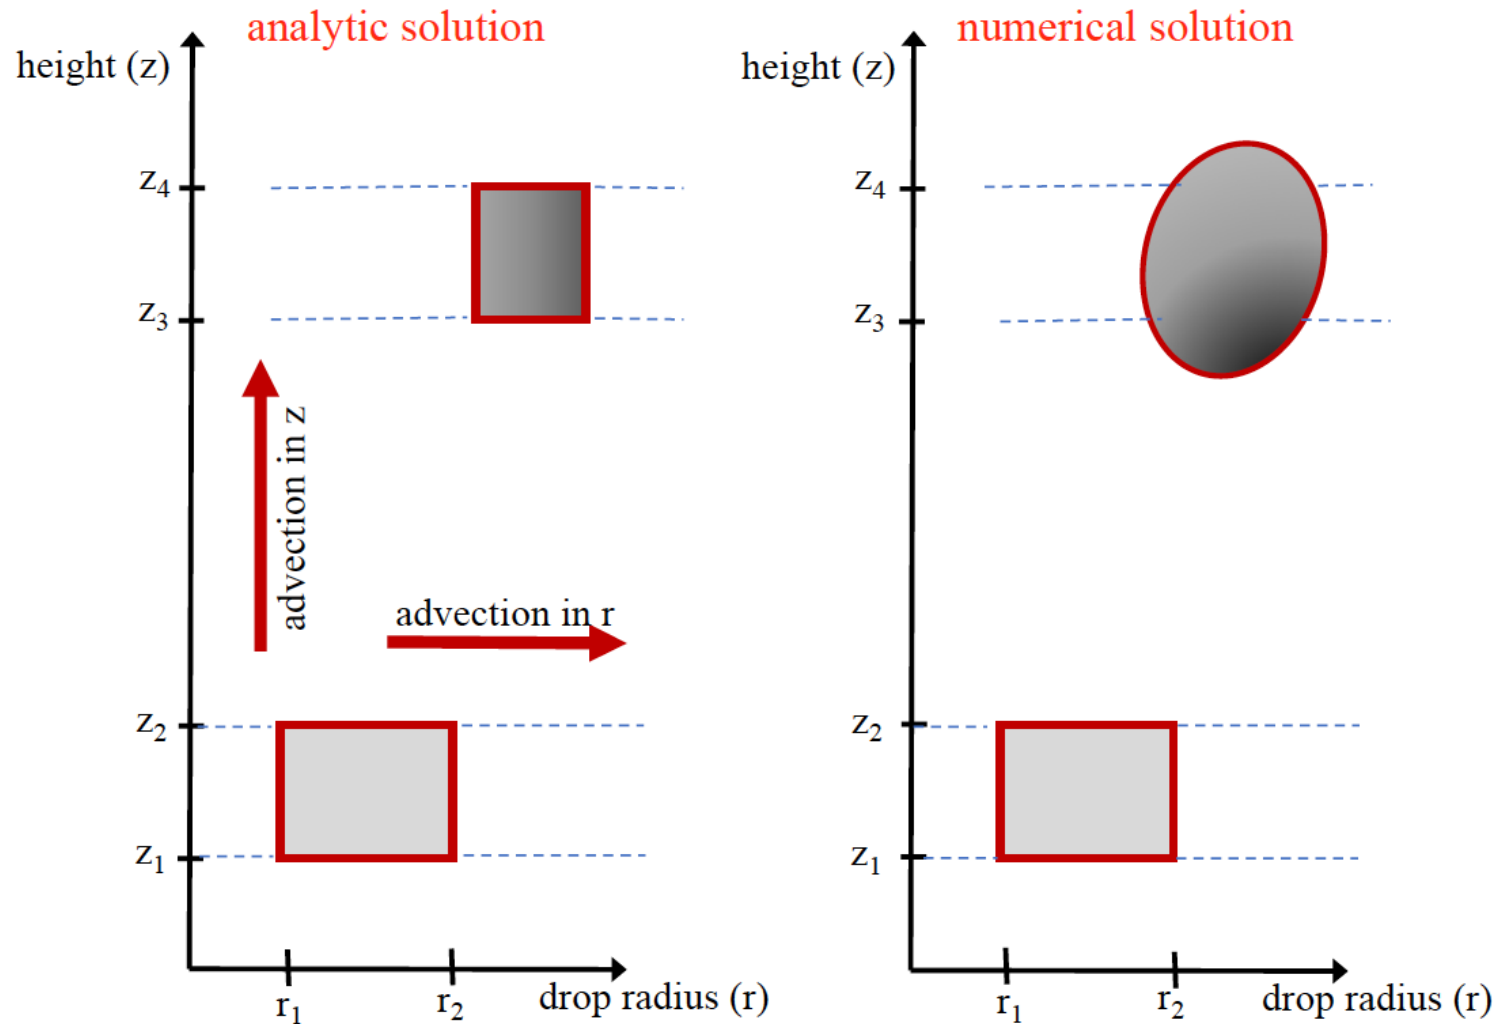 analytic solution
height (z)
z4
z3
advection in z
advection in r
z2
z1
r1
r2
drop radius (r)
numerical solution
height (z)
z4
z3
z2
z1
r1
r2
drop radius (r)